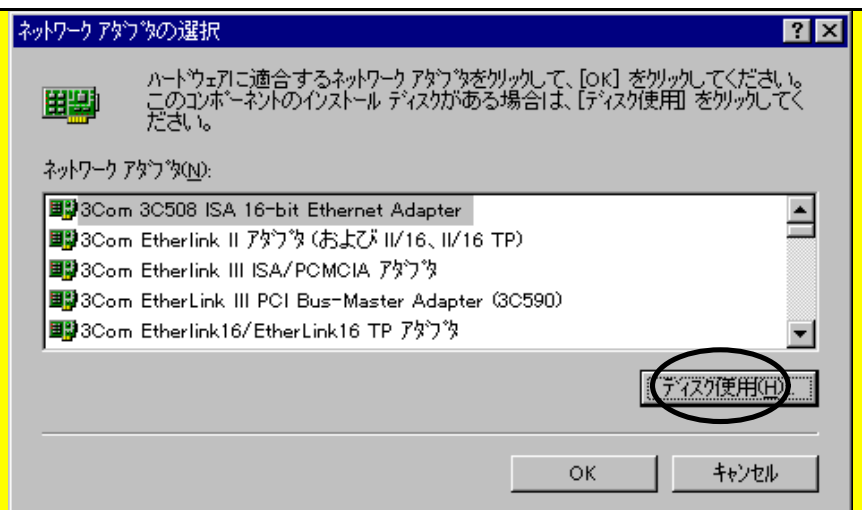 ネットワーク アダプタの選択
ハードウェアに適合するネットワーク アダプタをクリックして、[OK] をクリックしてください。
このコンポーネントのインストール ディスクがある場合は、[ディスク使用] をクリックしてく
ださい。
ネットワーク アダプタ(N):
3Com 3C508 ISA 16-bit Ethernet Adapter
3Com Etherlink II アダプタ (および II/16、II/16 TP)
3Com Etherlink III ISA/PCMCIA アダプタ
3Com EtherLink III PCI Bus-Master Adapter (3C590)
3Com Etherlink16/EtherLink16 TP アダプタ
ディスク使用(H)...
OK
キャンセル